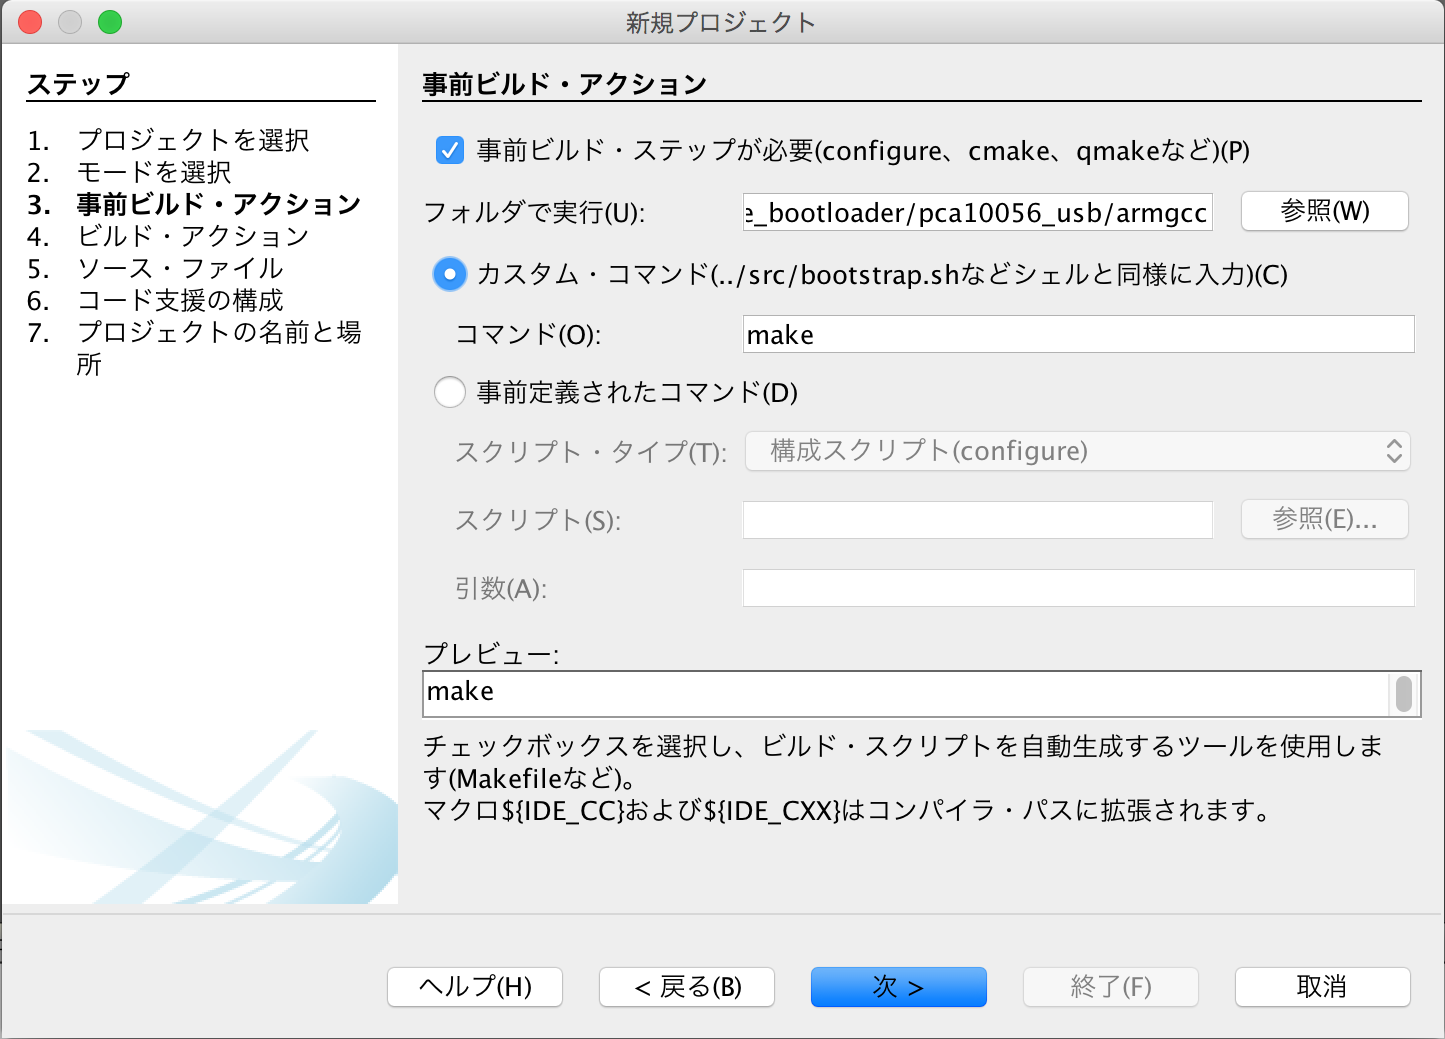 新規プロジェクト
ステップ
1. プロジェクトを選択
2. モードを選択
3. 事前ビルド・アクション
4. ビルド・アクション
5. ソース・ファイル
6. コード支援の構成
7. プロジェクトの名前と場
所
事前ビルド・アクション
事前ビルド・ステップが必要(configure、cmake、qmakeなど)(P)
フォルダで実行(U): e_bootloader/pca10056_usb/armgcc 参照(W)
カスタム・コマンド(../src/bootstrap.shなどシェルと同様に入力)(C)
コマンド(O): make
事前定義されたコマンド(D)
スクリプト・タイプ(T): 構成スクリプト(configure)
スクリプト(S): 参照(E)...
引数(A):
プレビュー:
make
チェックボックスを選択し、ビルド・スクリプトを自動生成するツールを使用しま
す(Makefileなど)。
マクロ${IDE_CC}および${IDE_CXX}はコンパイラ・パスに拡張されます。
ヘルプ(H) < 戻る(B) 次 > 終了(F) 取消